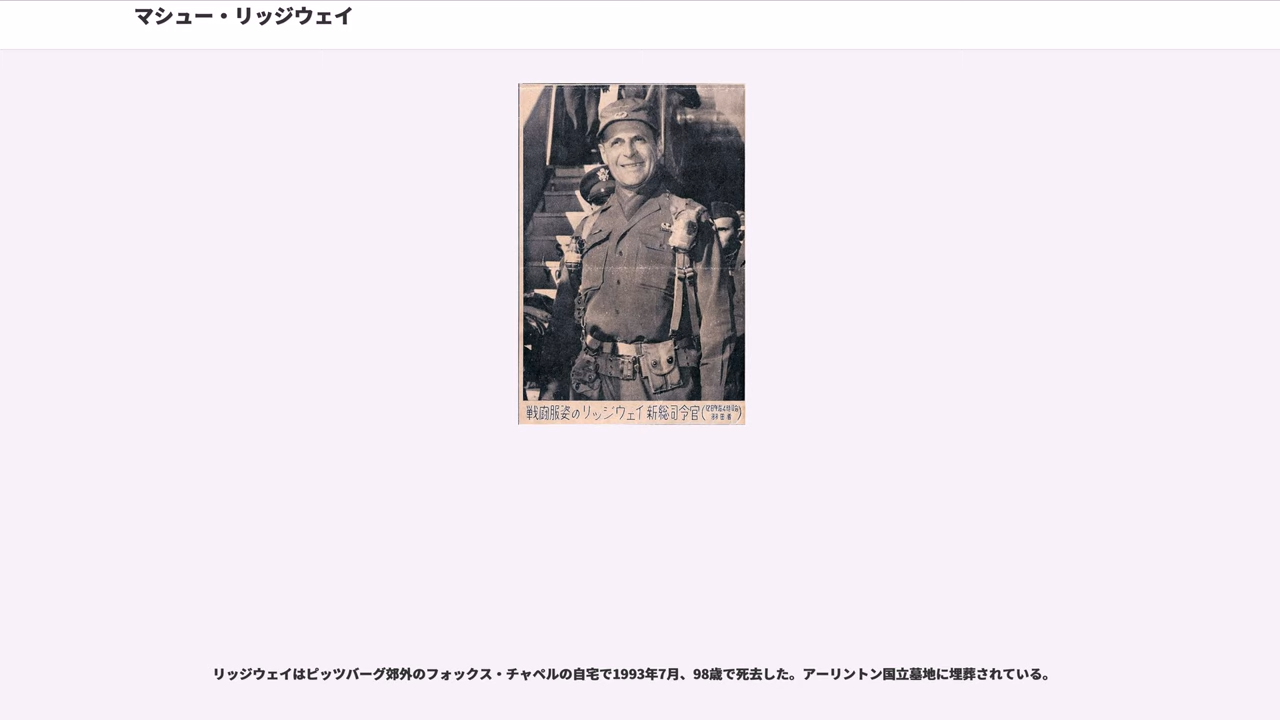 マシュー・リッジウェイ
戦闘服姿のリッジウェイ新総司令官(
リッジウェイはピッツバーグ郊外のフォックス・チャペルの自宅で1993年7月、98歳で死去した。アーリントン国立墓地に埋葬されている。